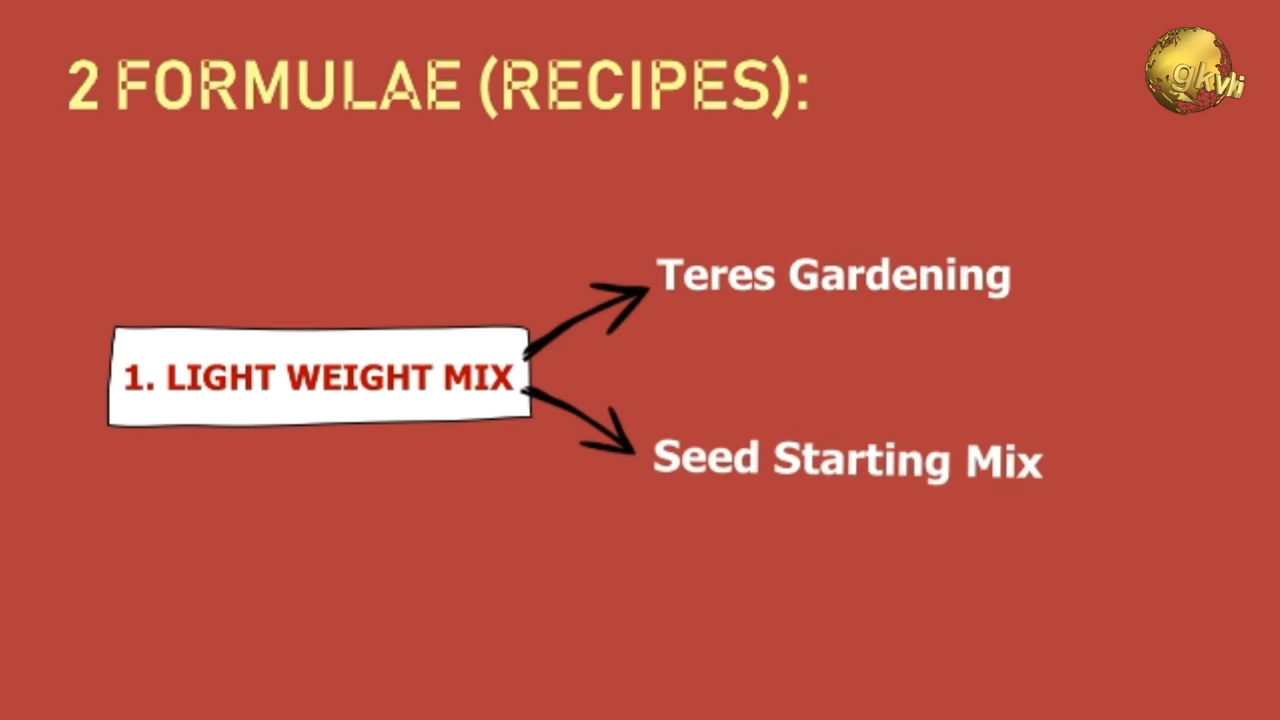 2 FORMULAE (RECIPES):
gkvli
Teres Gardening
1. LIGHT WEIGHT MIX
Seed Starting Mix